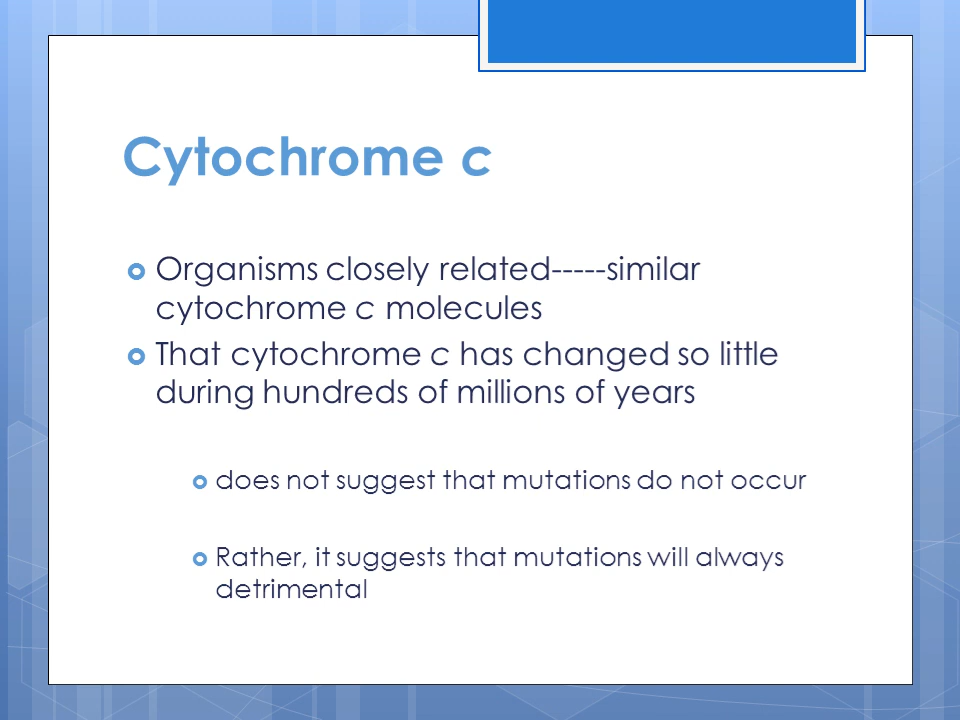 Cytochrome c
Organisms closely related-----similar
cytochrome c molecules
That cytochrome c has changed so little
during hundreds of millions of years
does not suggest that mutations do not occur
Rather, it suggests that mutations will always
detrimental